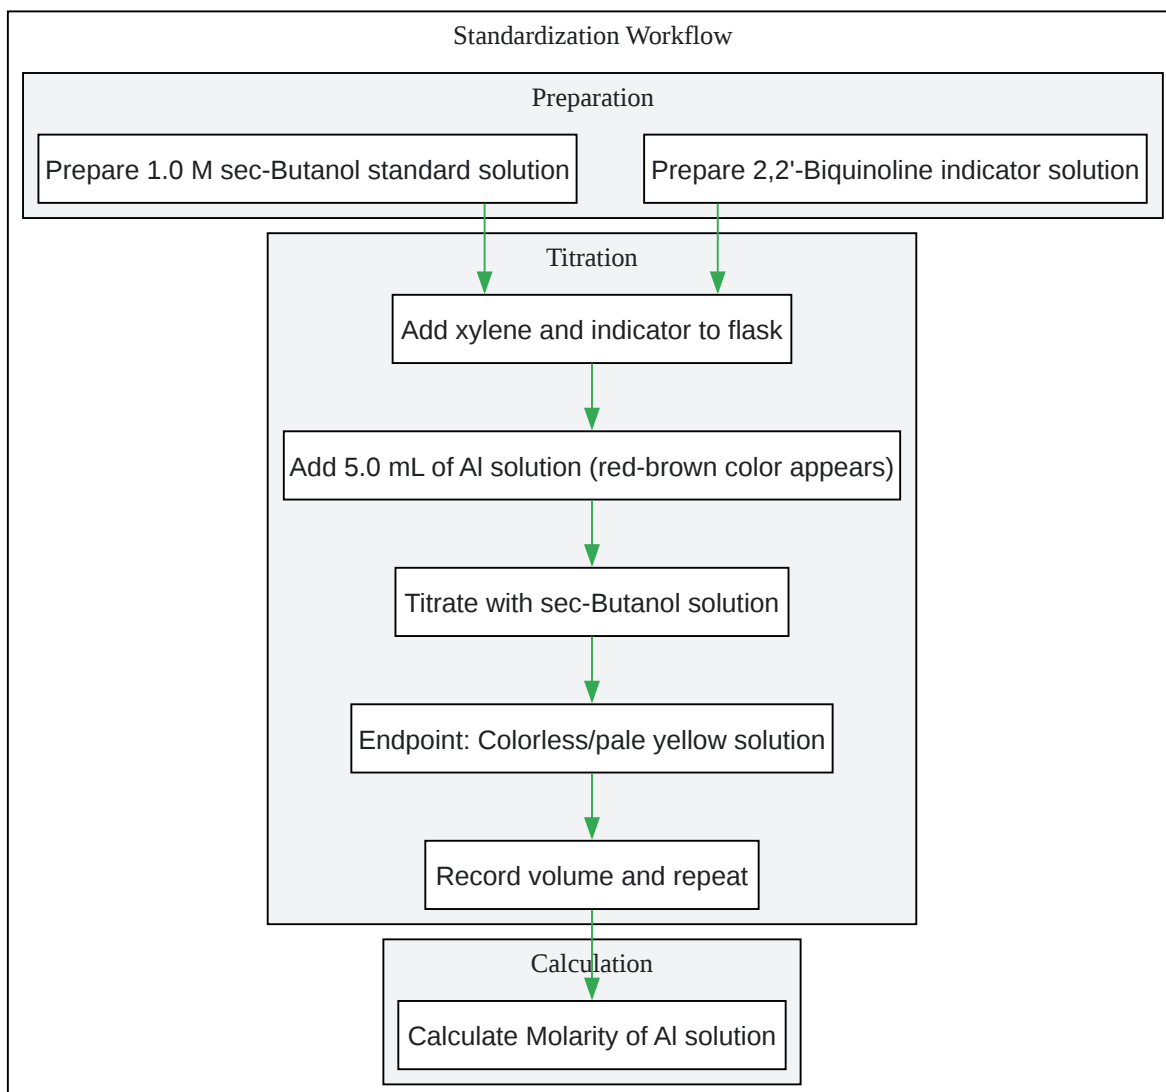 Standardization Workflow
Preparation
Prepare 1.0 M sec-Butanol standard solution
Prepare 2,2'-Biquinoline indicator solution
Titration
Add xylene and indicator to flask
Add 5.0 mL of Al solution (red-brown color appears)
Titrate with sec-Butanol solution
Endpoint: Colorless/pale yellow solution
Record volume and repeat
Calculation
Calculate Molarity of Al solution